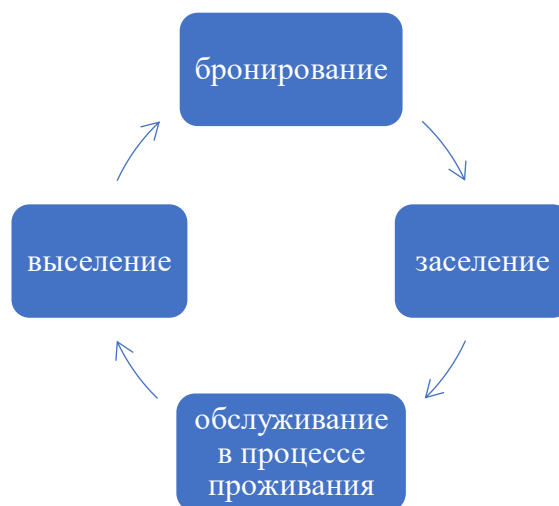 бронирование
выселение
заселение
обслуживание
в процессе
проживания